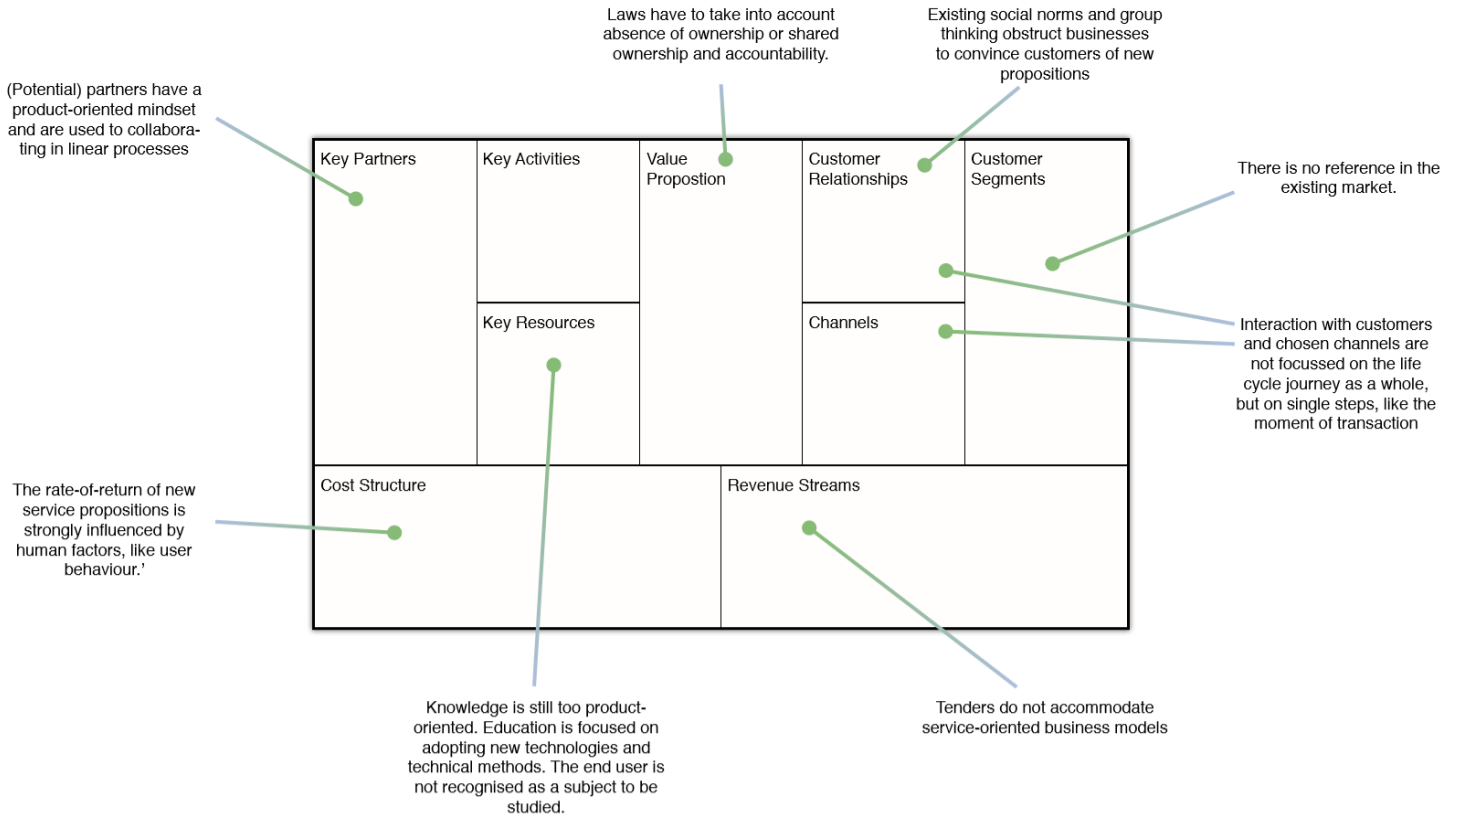 Laws have to take into account
absence of ownership or shared
ownership and accountability.
Existing social norms and group
thinking obstruct businesses
to convince customers of new
propositions
(Potential) partners have a
product-oriented mindset
and are used to collabora-
ting in linear processes
Key Partners
Key Activities
Value
Propostion
Customer
Relationships
Customer
Segments
There is no reference in the
existing market.
Key Resources
Channels
Interaction with customers
and chosen channels are
not focussed on the life
cycle journey as a whole,
but on single steps, like the
moment of transaction
The rate-of-return of new
service propositions is
strongly influenced by
human factors, like user
behaviour.’
Cost Structure
Revenue Streams
Knowledge is still too product-
oriented. Education is focused on
adopting new technologies and
technical methods. The end user is
not recognised as a subject to be
studied.
Tenders do not accommodate
service-oriented business models